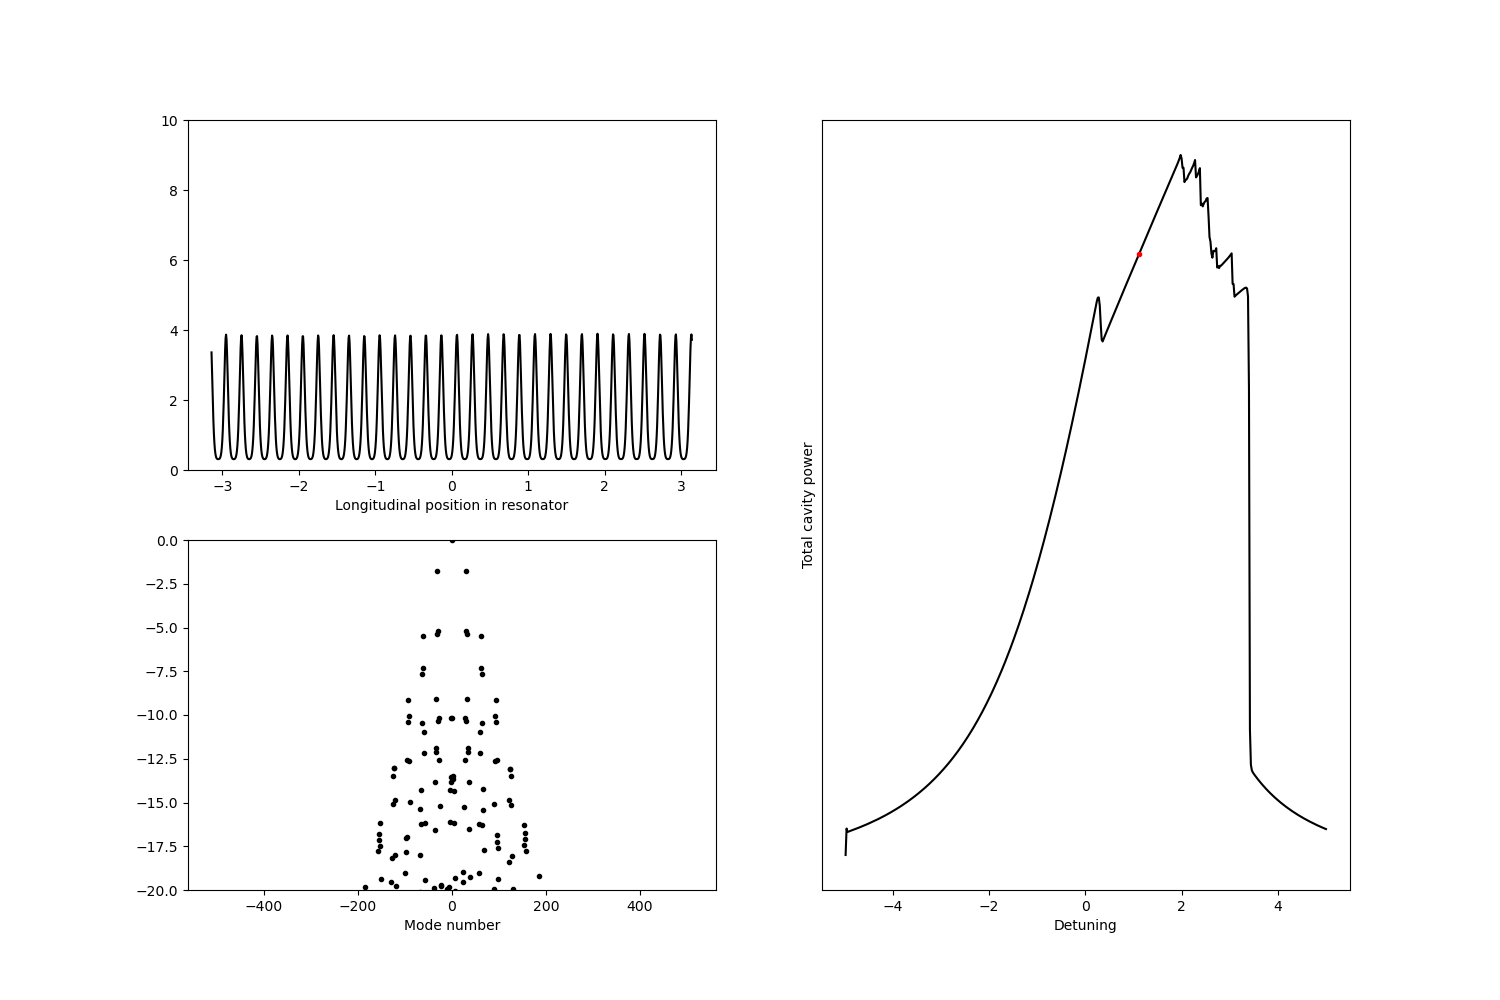 10
8
6
4
2
0
−3 −2 −1 0 1 2 3
Longitudinal position in resonator
0.0
−2.5
−5.0
−7.5
−10.0
−12.5
−15.0
−17.5
−20.0
−400 −200 0 200 400
Mode number
Total cavity power
−4 −2 0 2 4
Detuning